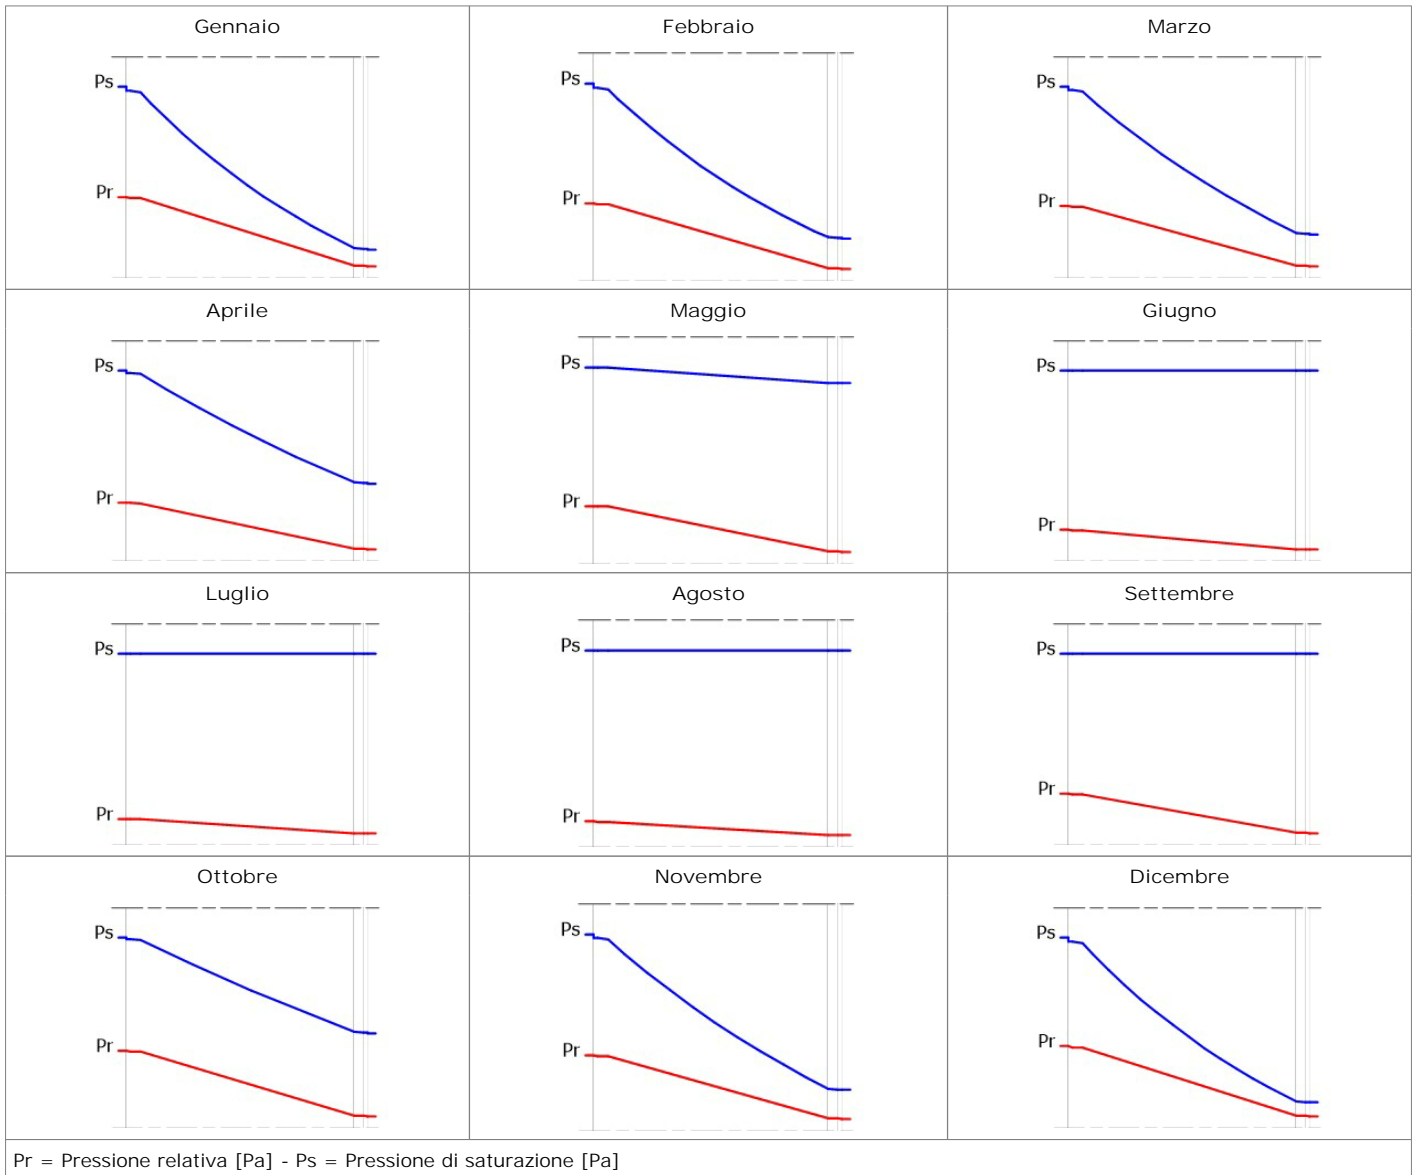 Gennaio
Febbraio
Marzo
Ps
Pr
Ps
Pr
Ps
Pr
Aprile
Maggio
Giugno
Ps
Pr
Ps
Pr
Ps
Pr
Luglio
Agosto
Settembre
Ps
Pr
Ps
Pr
Ps
Pr
Ottobre
Novembre
Dicembre
Ps
Pr
Ps
Pr
Ps
Pr
Pr = Pressione relativa [Pa] - Ps = Pressione di saturazione [Pa]